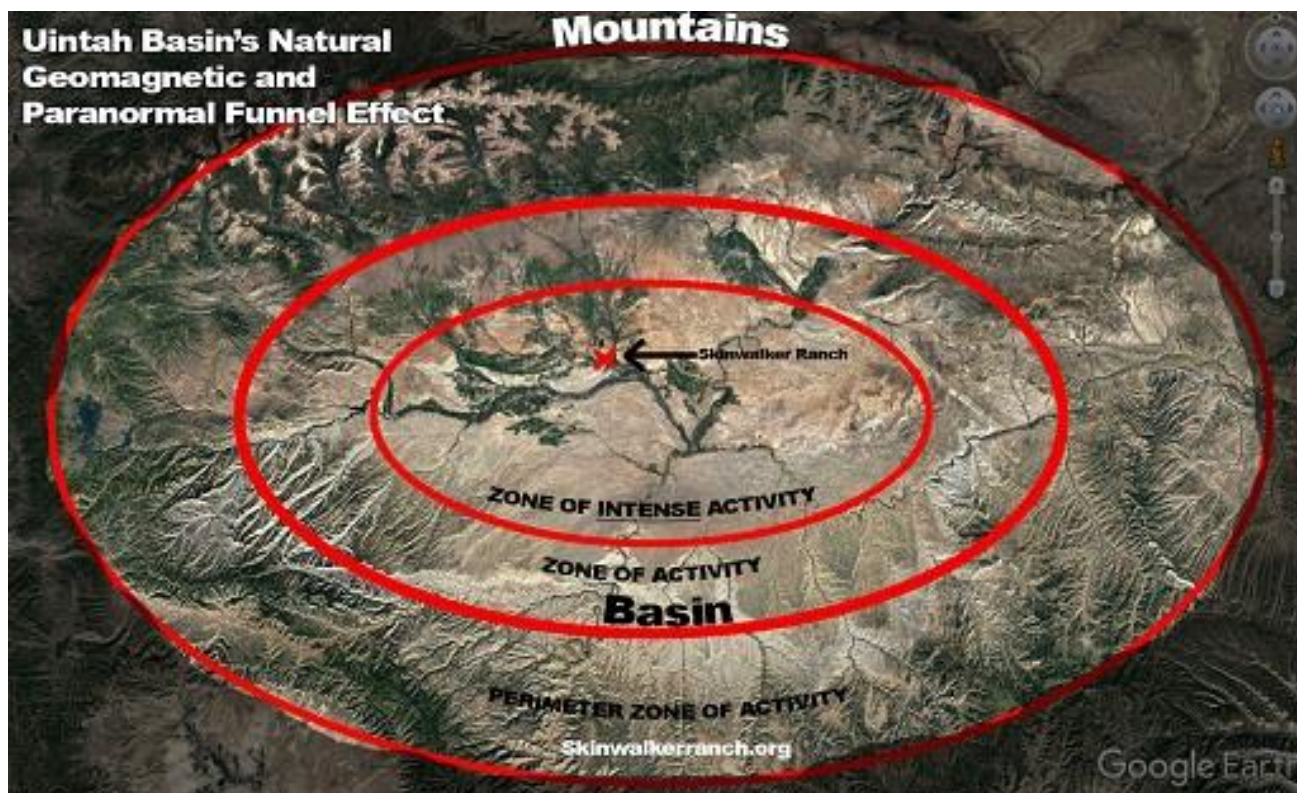 Mountains
Uintah Basin's Natural
Geomagnetic and
Paranormal Funnel Effect
Skinwalker Ranch
ZONE OF INTENSE ACTIVITY
ZONE OF ACTIVITY
Basin
PERIMETER ZONE OF ACTIVITY
Skinwalkerranch.org
Google Earth